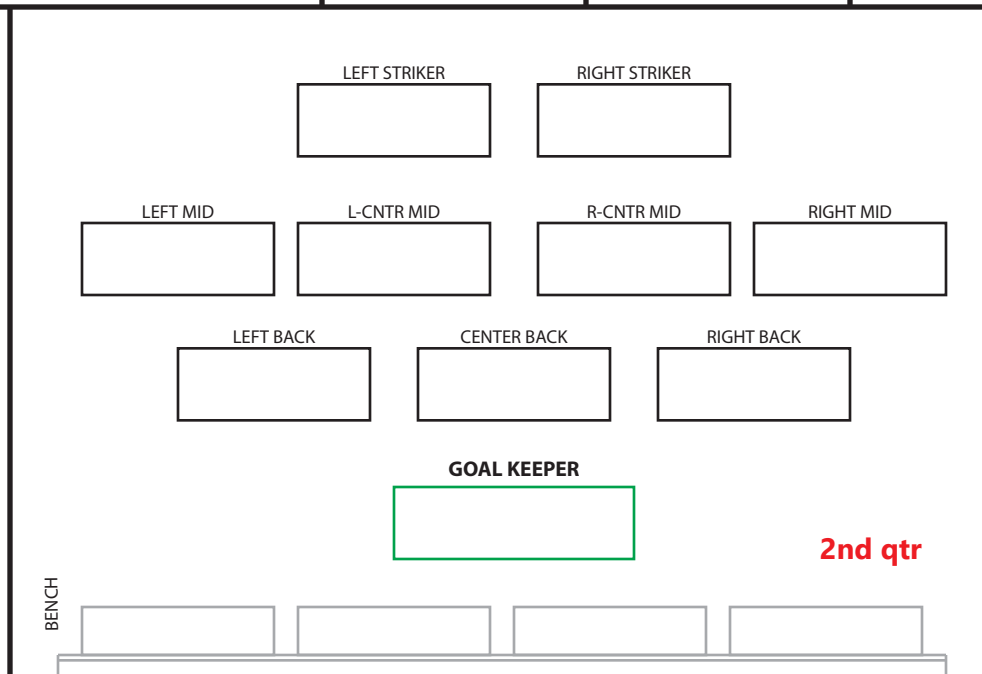 LEFT STRIKER RIGHT STRIKER
LEFT MID L-CNTR MID R-CNTR MID RIGHT MID
LEFT BACK CENTER BACK RIGHT BACK
GOAL KEEPER
2nd qtr
BENCH